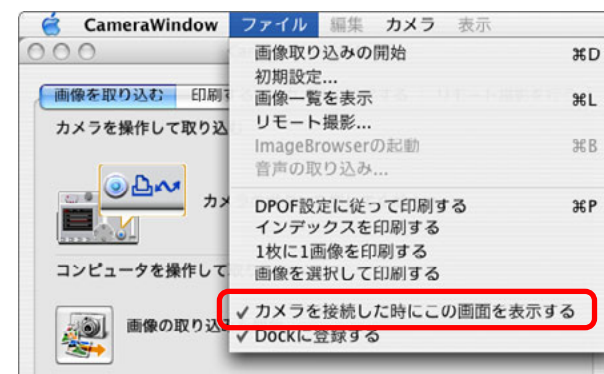 CameraWindow ファイル 編集 カメラ 表示
画像取り込みの開始 ⌘D
初期設定...
画像一覧を表示 ⌘L
リモート撮影...
ImageBrowserの起動 ⌘B
音声の取り込み...
DPOF設定に従って印刷する ⌘P
インデックスを印刷する
1枚に1画像を印刷する
画像を選択して印刷する
✓ カメラを接続した時にこの画面を表示する
✓ Dockに登録する
画像を取り込む 印刷
カメラを操作して取り込
カメ
コンピュータを操作して
画像の取り込